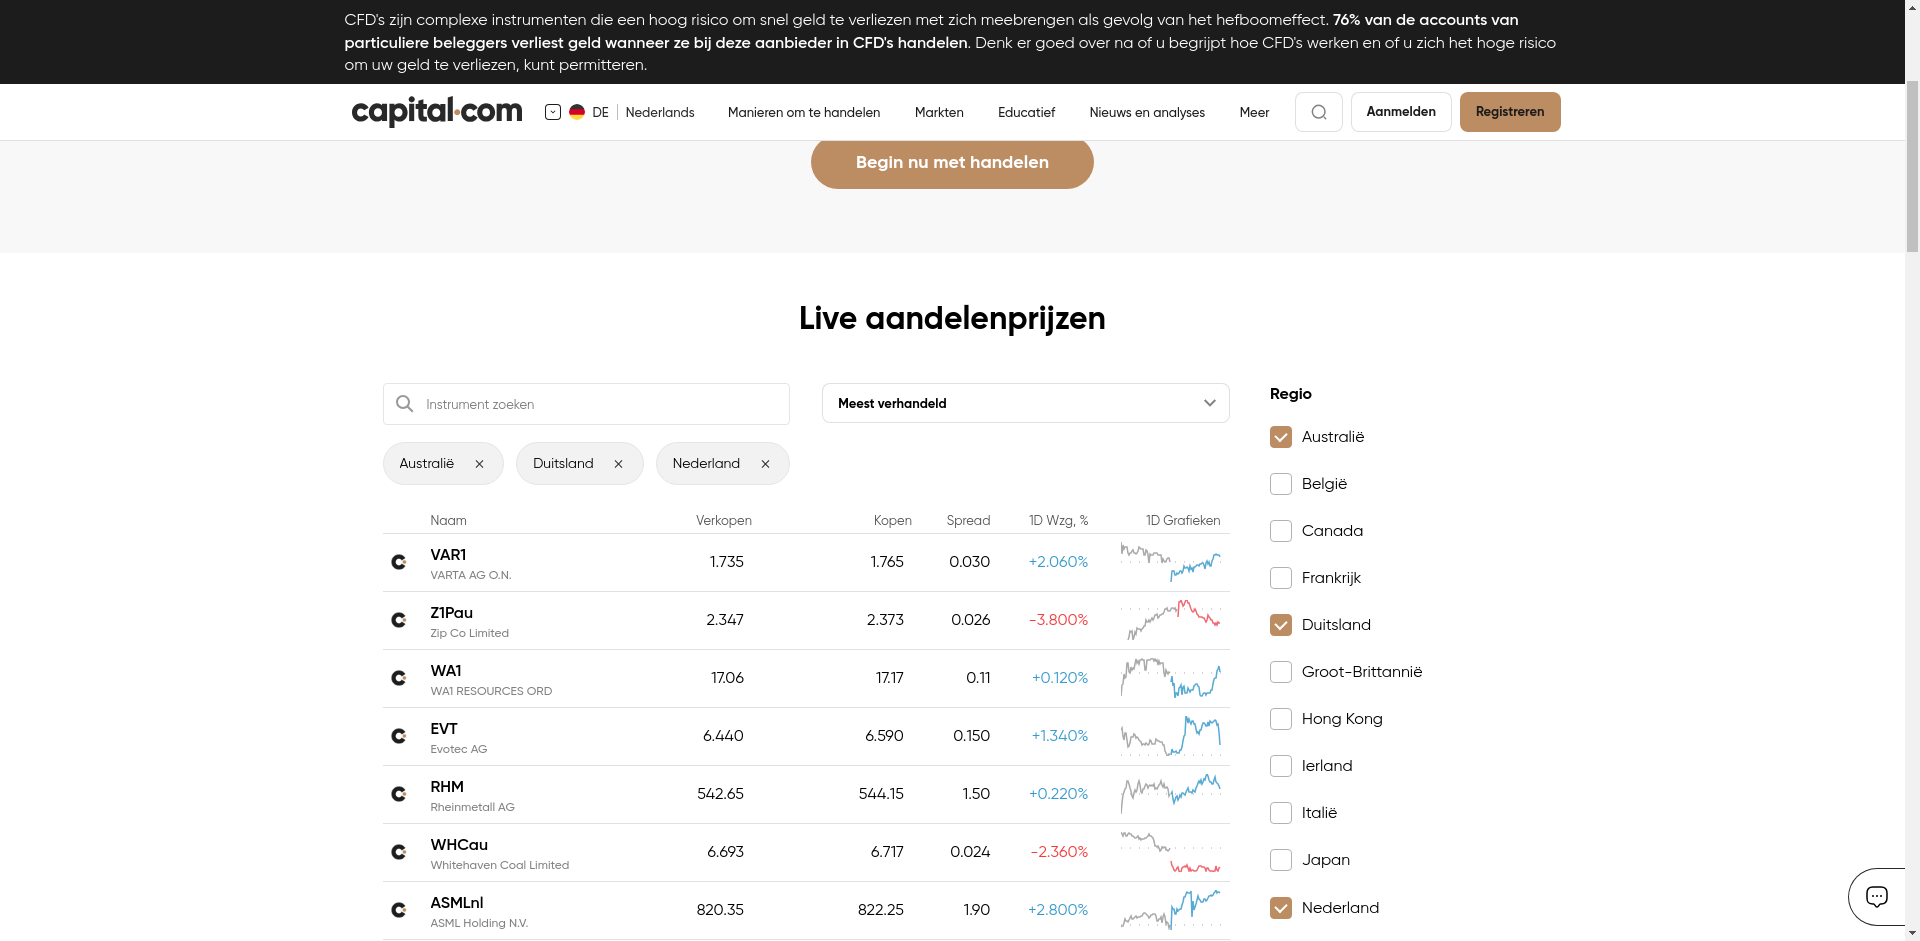 CFD's zijn complexe instrumenten die een hoog risico om snel geld te verliezen met zich meebrengen als gevolg van het hefboomeffect. 76% van de accounts van
particuliere beleggers verliest geld wanneer ze bij deze aanbieder in CFD's handelen. Denk er goed over na of u begrijpt hoe CFD's werken en of u zich het hoge risico
om uw geld te verliezen, kunt permitteren.
capital.com DE Nederlands Manieren om te handelen Markten Educatief Nieuws en analyses Meer Aanmelden Registreren
Begin nu met handelen
Live aandelenprijzen
Instrument zoeken
Meest verhandeld
Australië Duitsland Nederland
Naam Verkopen Kopen Spread 1D Wzg, % 1D Grafieken
VAR1 1.735 1.765 0.030 +2.060%
VARTA AG O.N.
Z1Pau 2.347 2.373 0.026 -3.800%
Zip Co Limited
WA1 17.06 17.17 0.11 +0.120%
WA1 RESOURCES ORD
EVT 6.440 6.590 0.150 +1.340%
Evotec AG
RHM 542.65 544.15 1.50 +0.220%
Rheinmetall AG
WHCau 6.693 6.717 0.024 -2.360%
Whitehaven Coal Limited
ASMLnl 820.35 822.25 1.90 +2.800%
ASML Holding N.V.
Regio
Australië
België
Canada
Frankrijk
Duitsland
Groot-Brittannië
Hong Kong
Ierland
Italië
Japan
Nederland